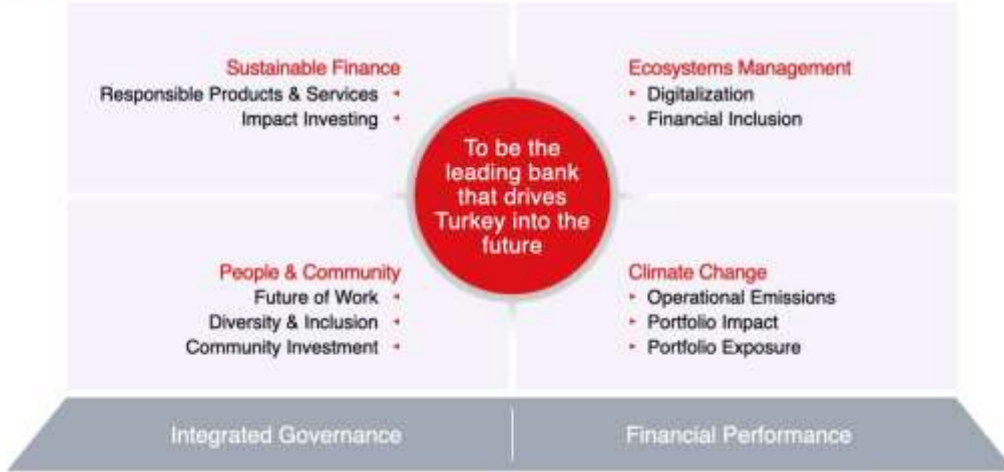 Sustainable Finance
Responsible Products & Services
Impact Investing
Ecosystems Management
Digitalization
Financial Inclusion
To be the
leading bank
that drives
Turkey into the
future
People & Community
Future of Work
Diversity & Inclusion
Community Investment
Climate Change
Operational Emissions
Portfolio Impact
Portfolio Exposure
Integrated Governance
Financial Performance